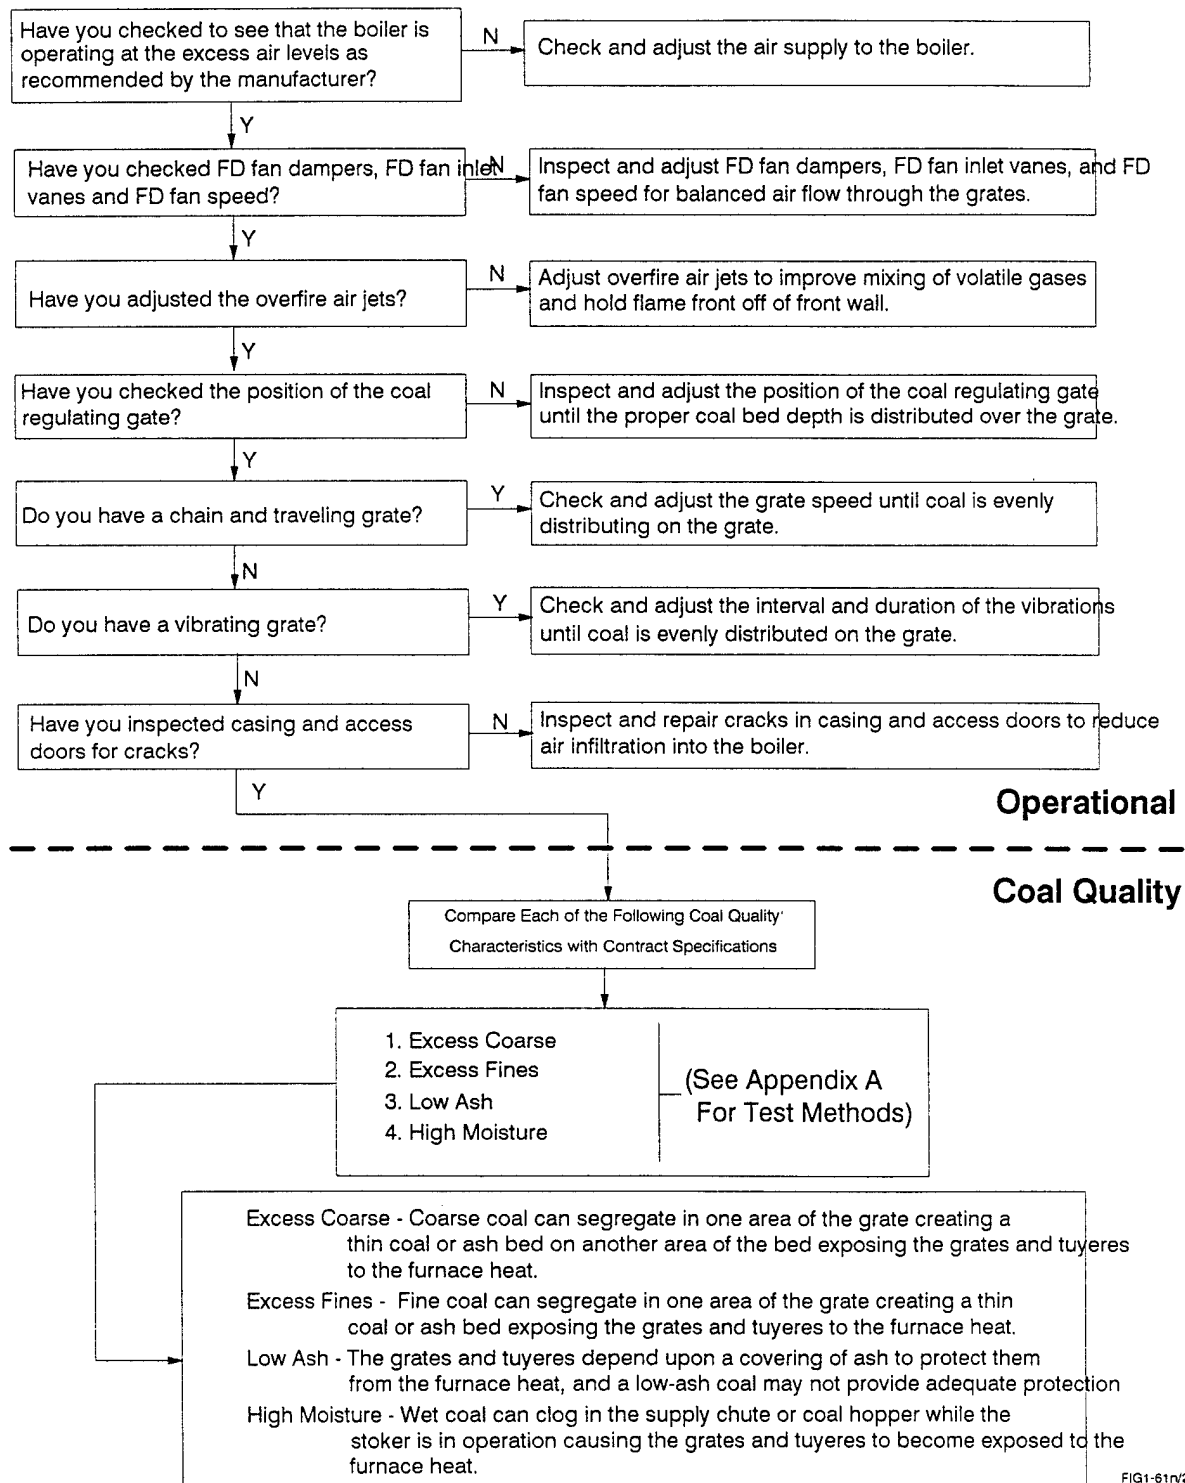 Have you checked to see that the boiler is
operating at the excess air levels as
recommended by the manufacturer?
N
Check and adjust the air supply to the boiler.
Y
Have you checked FD fan dampers, FD fan inlet
vanes and FD fan speed?
N
Inspect and adjust FD fan dampers, FD fan inlet vanes, and FD
fan speed for balanced air flow through the grates.
Y
Have you adjusted the overfire air jets?
N
Adjust overfire air jets to improve mixing of volatile gases
and hold flame front off of front wall.
Y
Have you checked the position of the coal
regulating gate?
N
Inspect and adjust the position of the coal regulating gate
until the proper coal bed depth is distributed over the grate.
Y
Do you have a chain and traveling grate?
Y
Check and adjust the grate speed until coal is evenly
distributing on the grate.
N
Do you have a vibrating grate?
Y
Check and adjust the interval and duration of the vibrations
until coal is evenly distributed on the grate.
N
Have you inspected casing and access
doors for cracks?
N
Inspect and repair cracks in casing and access doors to reduce
air infiltration into the boiler.
Y
Operational
Coal Quality
Compare Each of the Following Coal Quality
Characteristics with Contract Specifications
1. Excess Coarse
2. Excess Fines
3. Low Ash
4. High Moisture
(See Appendix A
For Test Methods)
Excess Coarse - Coarse coal can segregate in one area of the grate creating a
thin coal or ash bed on another area of the bed exposing the grates and tuyeres
to the furnace heat.
Excess Fines - Fine coal can segregate in one area of the grate creating a thin
coal or ash bed exposing the grates and tuyeres to the furnace heat.
Low Ash - The grates and tuyeres depend upon a covering of ash to protect them
from the furnace heat, and a low-ash coal may not provide adequate protection
High Moisture - Wet coal can clog in the supply chute or coal hopper while the
stoker is in operation causing the grates and tuyeres to become exposed to the
furnace heat.
FIG1-61n/2